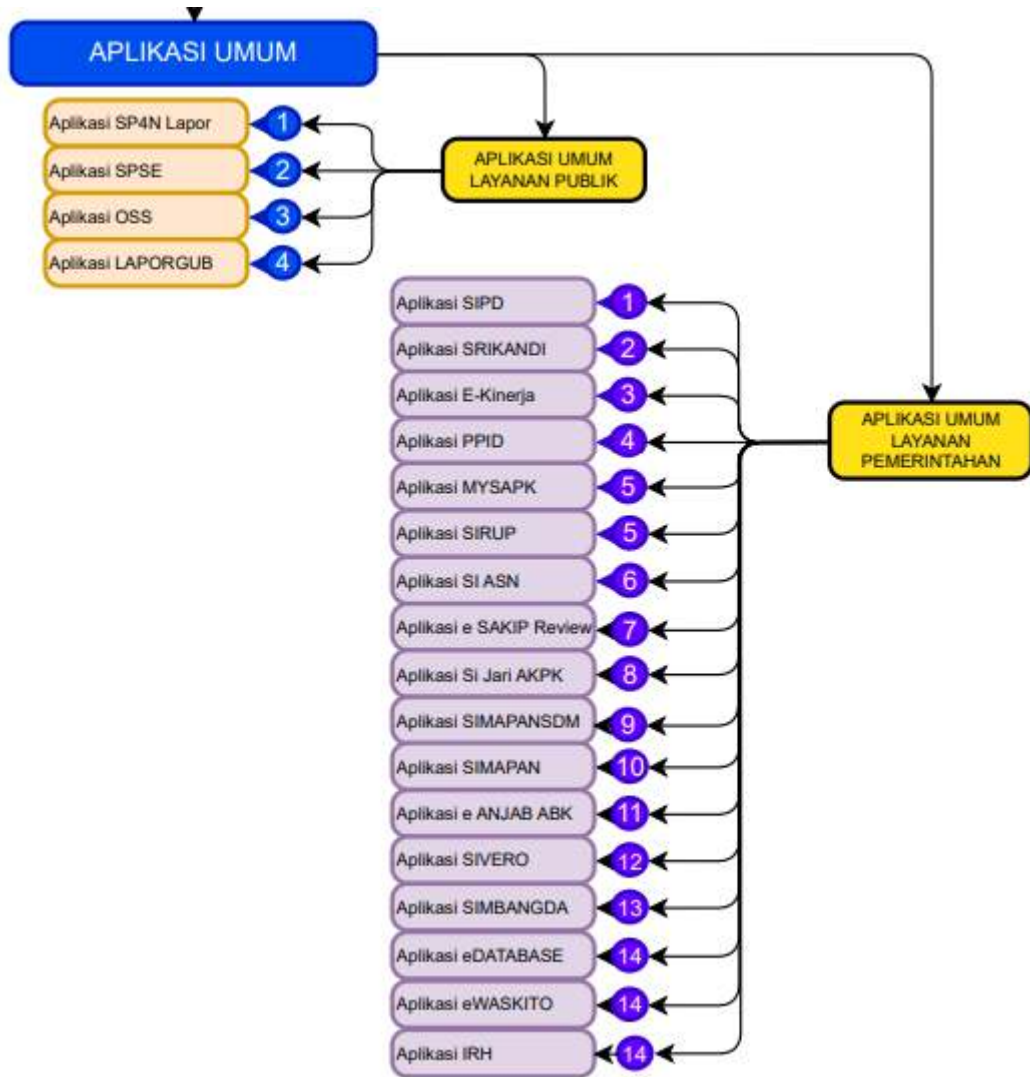 APLIKASI UMUM
Aplikasi SP4N Lapor 1
Aplikasi SPSE 2
Aplikasi OSS 3
Aplikasi LAPORGUB 4
APLIKASI UMUM
LAYANAN PUBLIK
Aplikasi SIPD 1
Aplikasi SRIKANDI 2
Aplikasi E-Kinerja 3
Aplikasi PPID 4
Aplikasi MYSAPK 5
Aplikasi SIRUP 5
Aplikasi SI ASN 6
Aplikasi e SAKIP Review 7
Aplikasi Si Jari AKPK 8
Aplikasi SIMAPANSDM 9
Aplikasi SIMAPAN 10
Aplikasi e ANJAB ABK 11
Aplikasi SIVERO 12
Aplikasi SIMBANGDA 13
Aplikasi eDATABASE 14
Aplikasi eWASKITO 14
Aplikasi IRH 14
APLIKASI UMUM
LAYANAN
PEMERINTAHAN